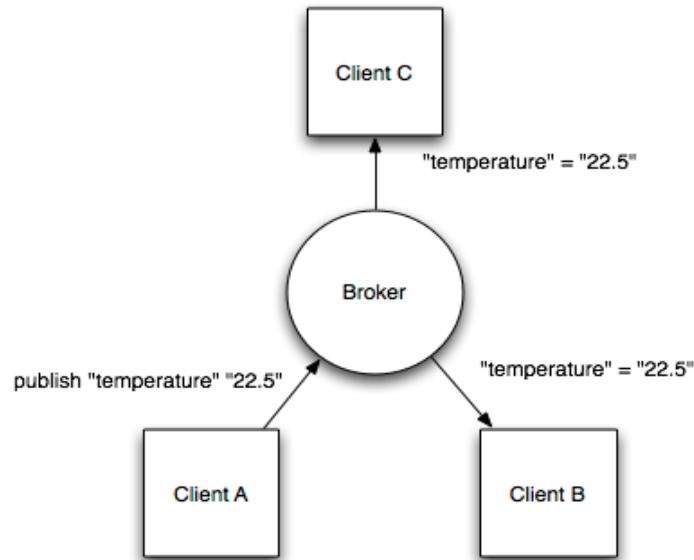 Client C
"temperature" = "22.5"
Broker
publish "temperature" "22.5"
"temperature" = "22.5"
Client A
Client B